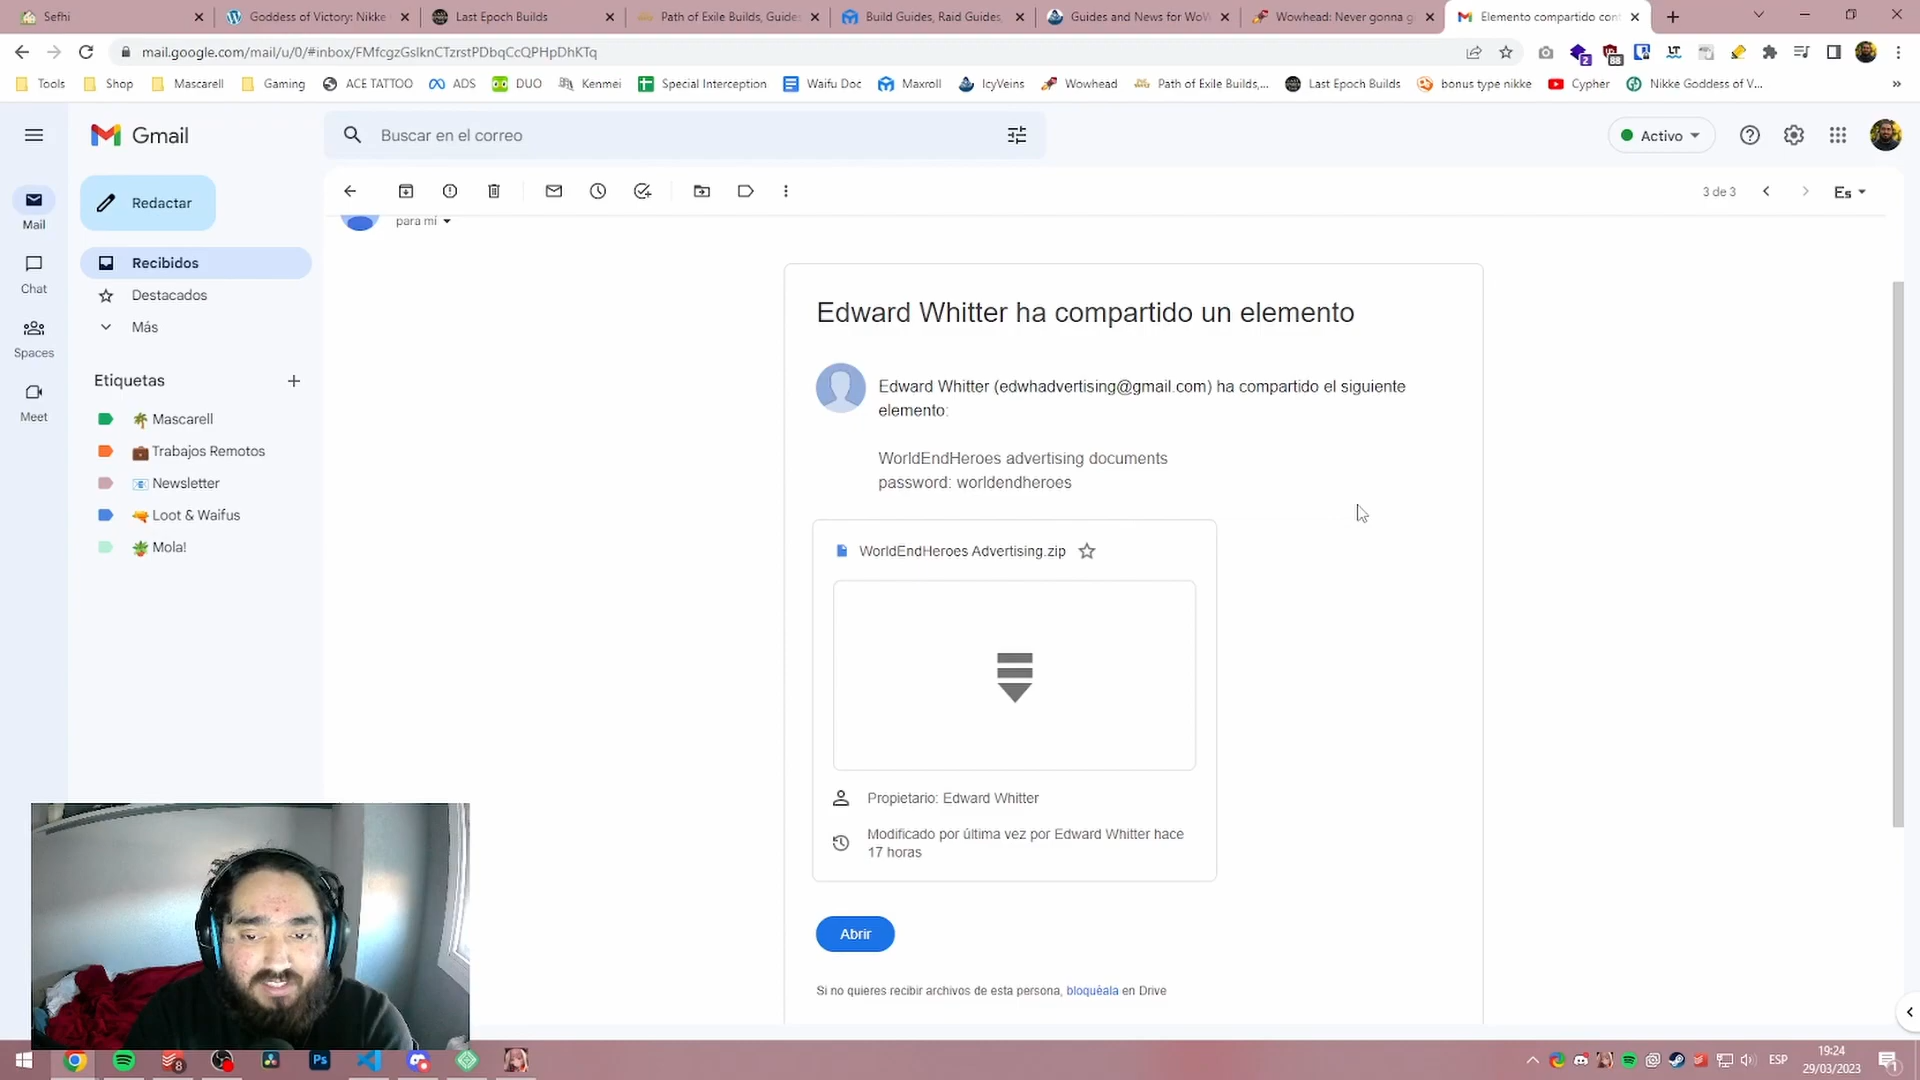 Sefhi
Goddess of Victory: Nikke
Last Epoch Builds
Path of Exile Builds, Guides
Build Guides, Raid Guides,
Guides and News for WoW
Wowhead: Never gonna g
Elemento compartido con
mail.google.com/mail/u/0/#inbox/FMfcgzGslknCTzrstPDbqCcQPHpDhKTq
2
88
Tools
Shop
Mascarell
Gaming
ACE TATTOO
ADS
DUO
Kenmei
Special Interception
Waifu Doc
Maxroll
IcyVeins
Wowhead
Path of Exile Builds,...
Last Epoch Builds
bonus type nikke
Cypher
Nikke Goddess of V...
»
Gmail
Buscar en el correo
Activo
Redactar
3 de 3
Es
para mí
Mail
Chat
Spaces
Meet
Recibidos
Destacados
Más
Etiquetas
Mascarell
Trabajos Remotos
Newsletter
Loot & Waifus
Mola!
Edward Whitter ha compartido un elemento
Edward Whitter (edwhadvertising@gmail.com) ha compartido el siguiente
elemento:
WorldEndHeroes advertising documents
password: worldendheroes
WorldEndHeroes Advertising.zip
Propietario: Edward Whitter
Modificado por última vez por Edward Whitter hace
17 horas
Abrir
Si no quieres recibir archivos de esta persona, bloquéala en Drive
8
Ps
ESP
19:24
29/03/2023
1